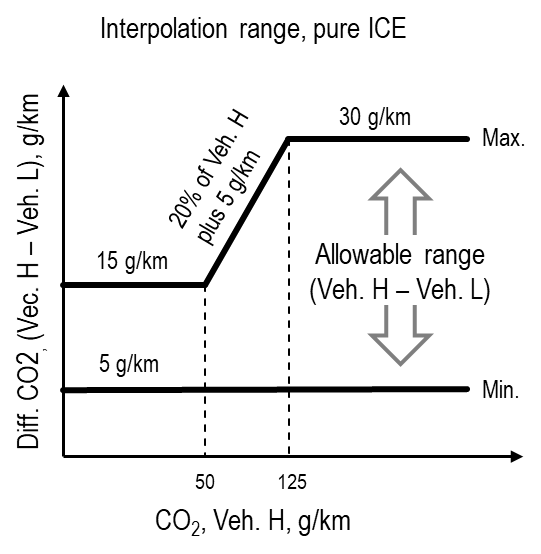 Interpolation range, pure ICE
Diff. CO2, (Vec. H – Veh. L), g/km
20% of Veh. H
plus 5 g/km
30 g/km
Max.
15 g/km
Allowable range
(Veh. H – Veh. L)
5 g/km
Min.
50
125
CO₂, Veh. H, g/km